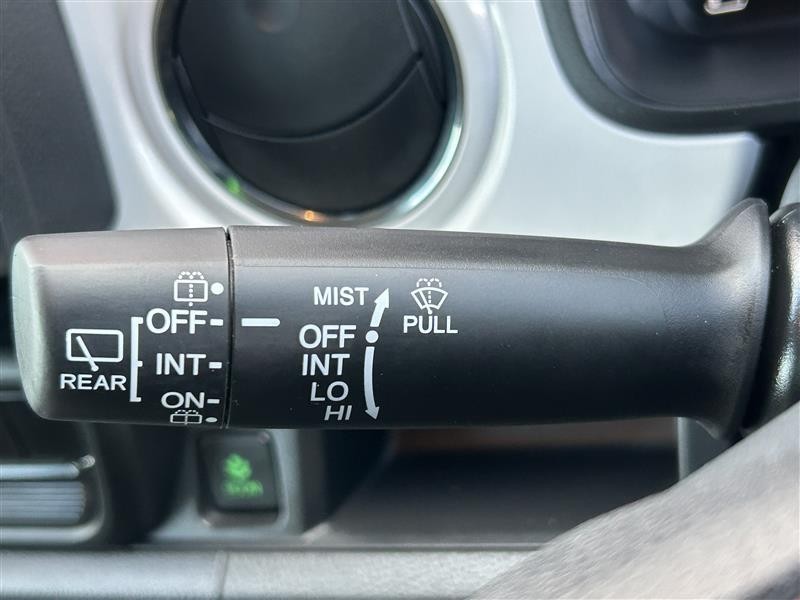 MIST
PULL
OFF
INT
ON
REAR
OFF
INT
LO
HI